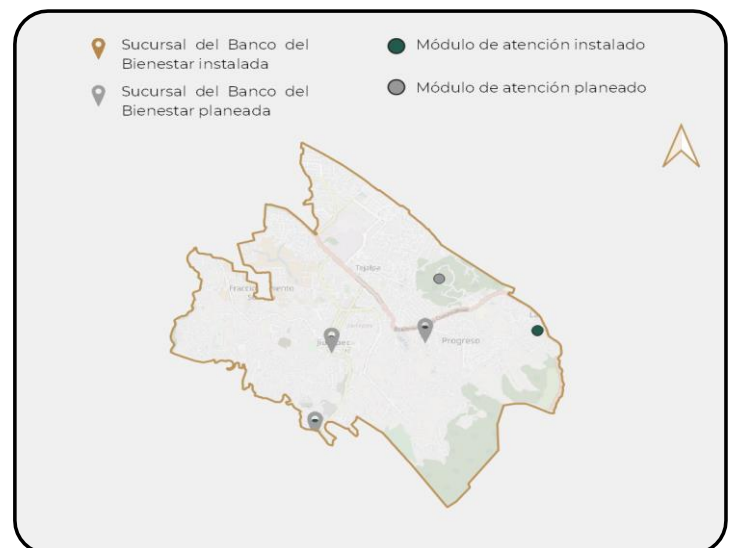 Sucursal del Banco del
Bienestar instalada
Sucursal del Banco del
Bienestar planeada
Módulo de atención instalado
Módulo de atención planeado
Tejalpa
Progreso